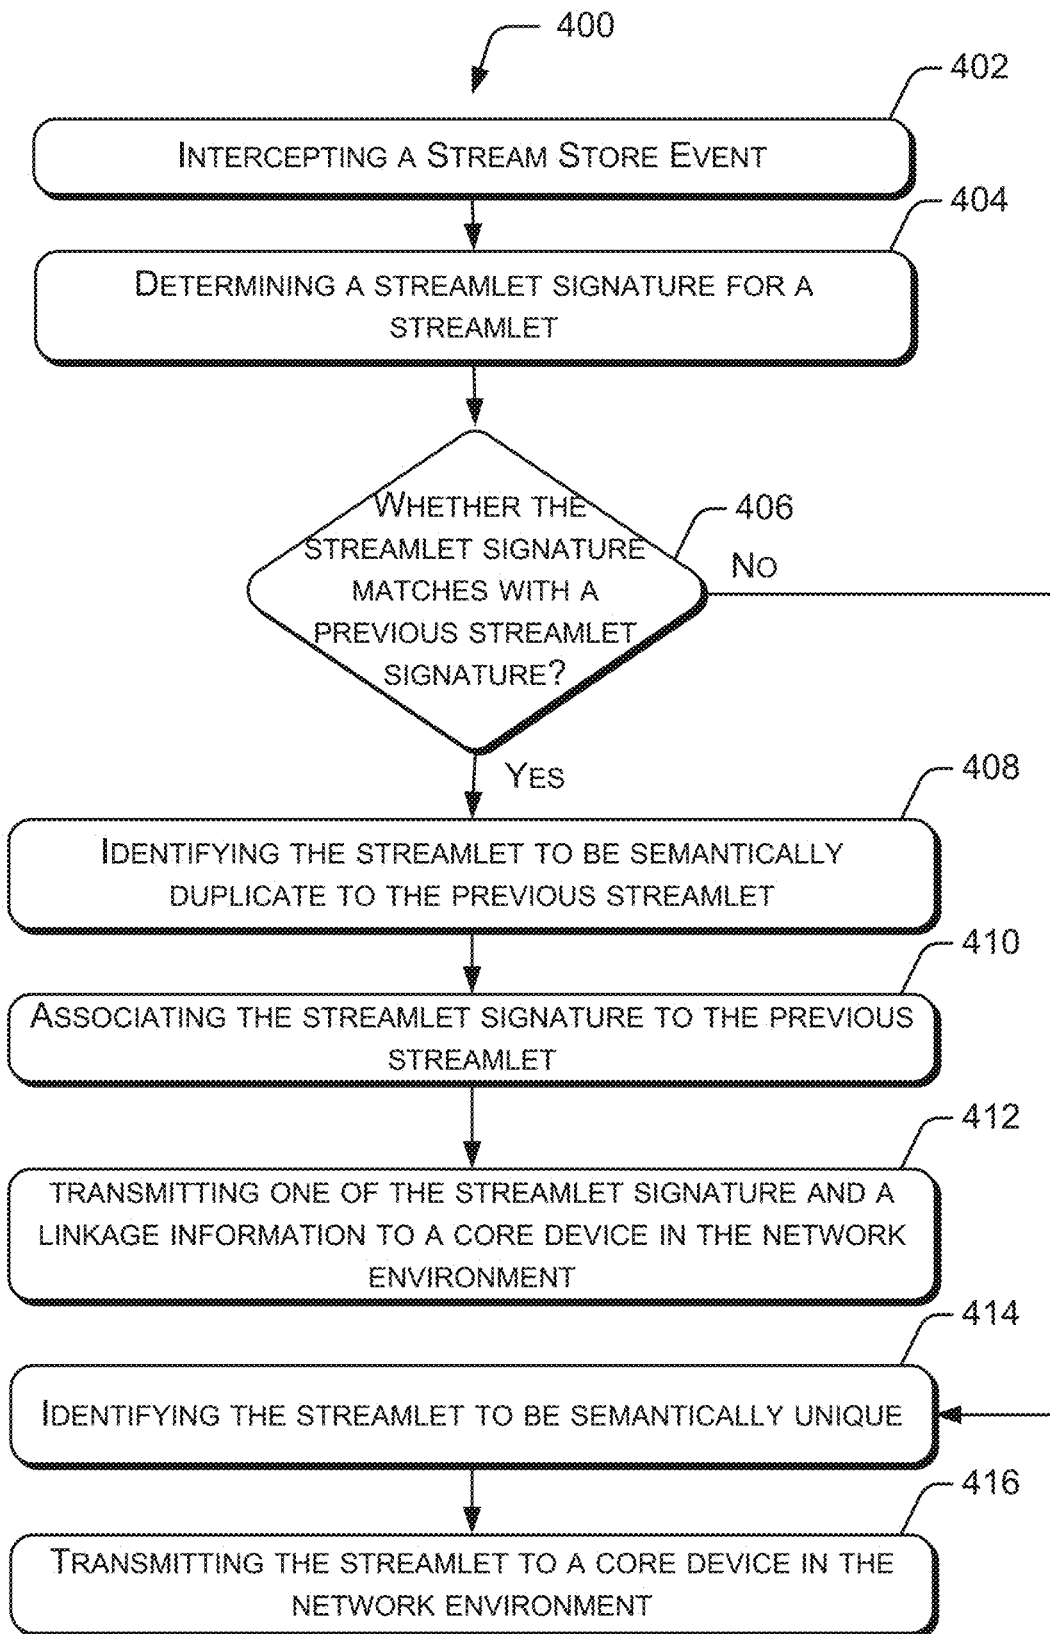 400
402
INTERCEPTING A STREAM STORE EVENT
404
DETERMINING A STREAMLET SIGNATURE FOR A
STREAMLET
406
WHETHER THE
STREAMLET SIGNATURE
MATCHES WITH A
PREVIOUS STREAMLET
SIGNATURE?
NO
YES
408
IDENTIFYING THE STREAMLET TO BE SEMANTICALLY
DUPLICATE TO THE PREVIOUS STREAMLET
410
ASSOCIATING THE STREAMLET SIGNATURE TO THE PREVIOUS
STREAMLET
412
TRANSMITTING ONE OF THE STREAMLET SIGNATURE AND A
LINKAGE INFORMATION TO A CORE DEVICE IN THE NETWORK
ENVIRONMENT
414
IDENTIFYING THE STREAMLET TO BE SEMANTICALLY UNIQUE
416
TRANSMITTING THE STREAMLET TO A CORE DEVICE IN THE
NETWORK ENVIRONMENT